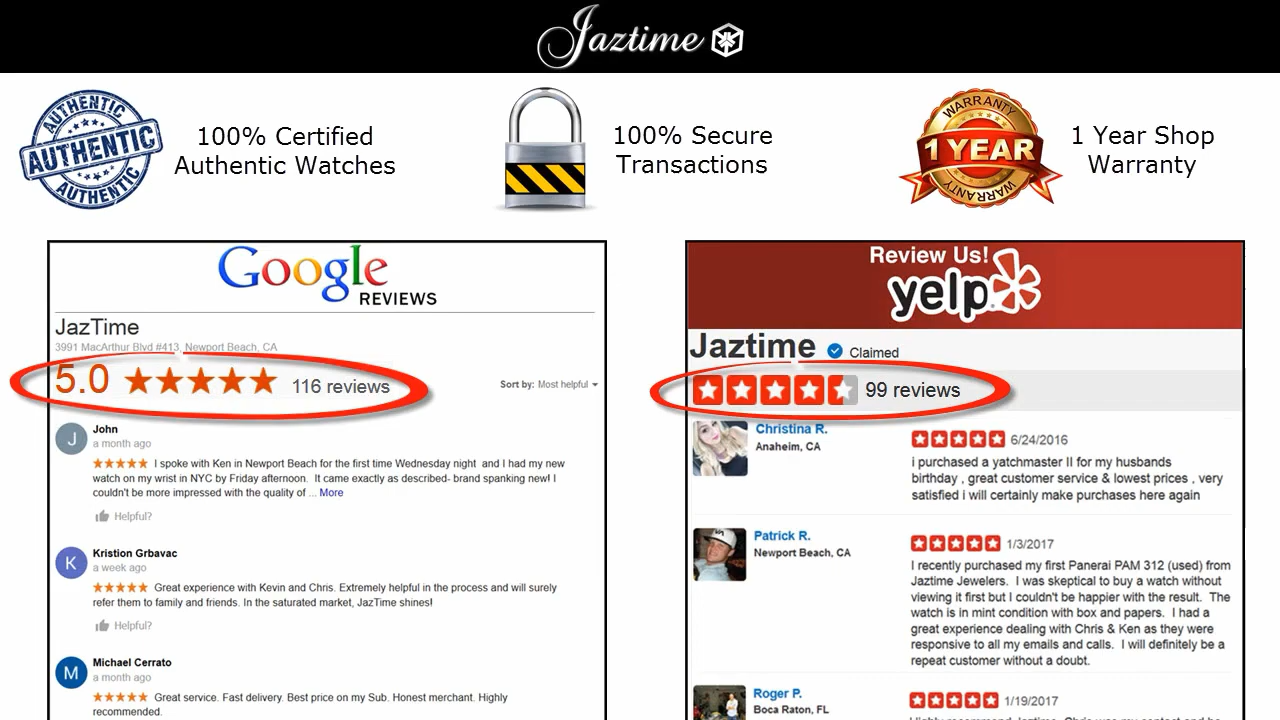 Jaztime
AUTHENTIC
AUTHENTIC
AUTHENTIC
100% Certified
Authentic Watches
100% Secure
Transactions
WARRANTY
1 YEAR
WARRANTY
1 Year Shop
Warranty
Google
REVIEWS
JazTime
3991 MacArthur Blvd #413, Newport Beach, CA
5.0 116 reviews
Sort by: Most helpful
J
John
a month ago
I spoke with Ken in Newport Beach for the first time Wednesday night and I had my new
watch on my wrist in NYC by Friday afternoon. It came exactly as described- brand spanking new! I
couldn't be more impressed with the quality of ... More
Helpful?
K
Kristion Grbavac
a week ago
Great experience with Kevin and Chris. Extremely helpful in the process and will surely
refer them to family and friends. In the saturated market, JazTime shines!
Helpful?
M
Michael Cerrato
a month ago
Great service. Fast delivery. Best price on my Sub. Honest merchant. Highly
recommended.
Review Us!
yelp
Jaztime Claimed
99 reviews
Christina R.
Anaheim, CA
6/24/2016
i purchased a yatchmaster II for my husbands
birthday , great customer service & lowest prices , very
satisfied i will certainly make purchases here again
Patrick R.
Newport Beach, CA
1/3/2017
I recently purchased my first Panerai PAM 312 (used) from
Jaztime Jewelers. I was skeptical to buy a watch without
viewing it first but I couldn't be happier with the result. The
watch is in mint condition with box and papers. I had a
great experience dealing with Chris & Ken as they were
responsive to all my emails and calls. I will definitely be a
repeat customer without a doubt.
Roger P.
Boca Raton, FL
1/19/2017